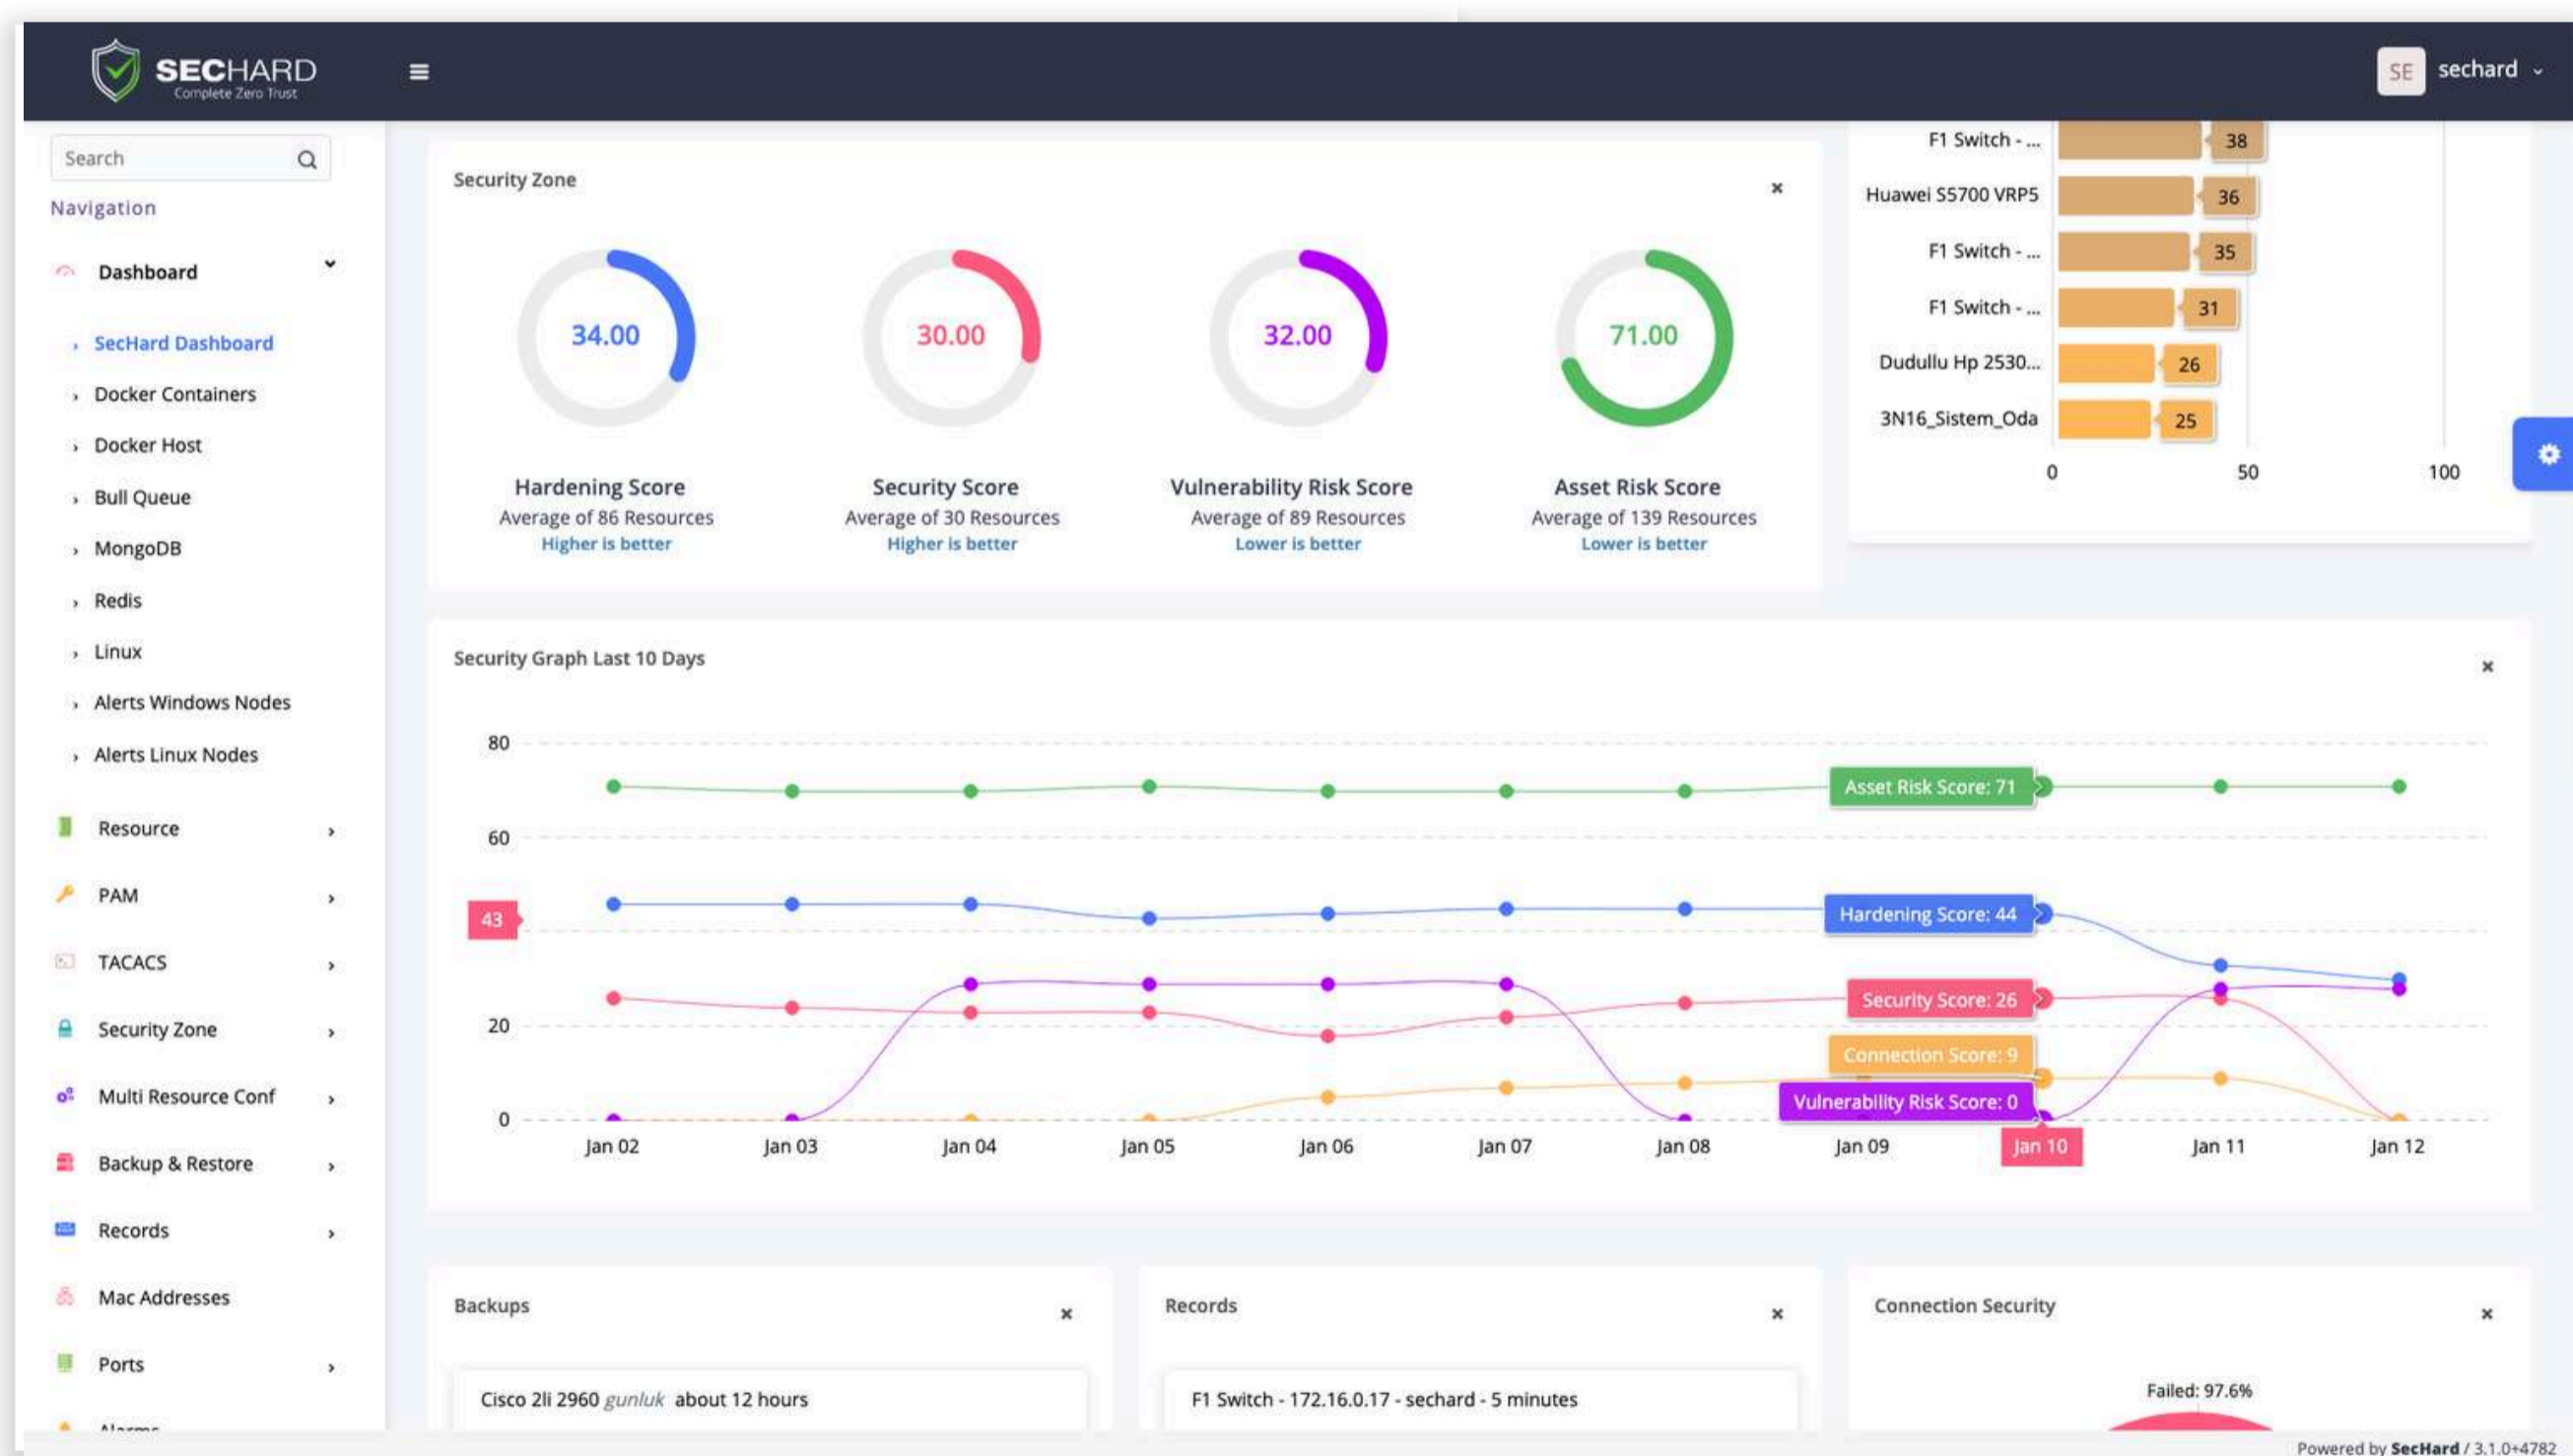 SECHARD
Complete Zero Trust
SE sechard
Search
Navigation
Dashboard
SecHard Dashboard
Docker Containers
Docker Host
Bull Queue
MongoDB
Redis
Linux
Alerts Windows Nodes
Alerts Linux Nodes
Resource
PAM
TACACS
Security Zone
Multi Resource Conf
Backup & Restore
Records
Mac Addresses
Ports
Alarms
Security Zone
34.00
Hardening Score
Average of 86 Resources
Higher is better
30.00
Security Score
Average of 30 Resources
Higher is better
32.00
Vulnerability Risk Score
Average of 89 Resources
Lower is better
71.00
Asset Risk Score
Average of 139 Resources
Lower is better
F1 Switch - ... 38
Huawei S5700 VRP5 36
F1 Switch - ... 35
F1 Switch - ... 31
Dudullu Hp 2530... 26
3N16_Sistem_Oda 25
0 50 100
Security Graph Last 10 Days
80
60
43
20
0
Asset Risk Score: 71
Hardening Score: 44
Security Score: 26
Connection Score: 9
Vulnerability Risk Score: 0
Jan 02 Jan 03 Jan 04 Jan 05 Jan 06 Jan 07 Jan 08 Jan 09 Jan 10 Jan 11 Jan 12
Backups
Cisco 2li 2960 gunluk about 12 hours
Records
F1 Switch - 172.16.0.17 - sechard - 5 minutes
Connection Security
Failed: 97.6%
Powered by SecHard / 3.1.0+4782